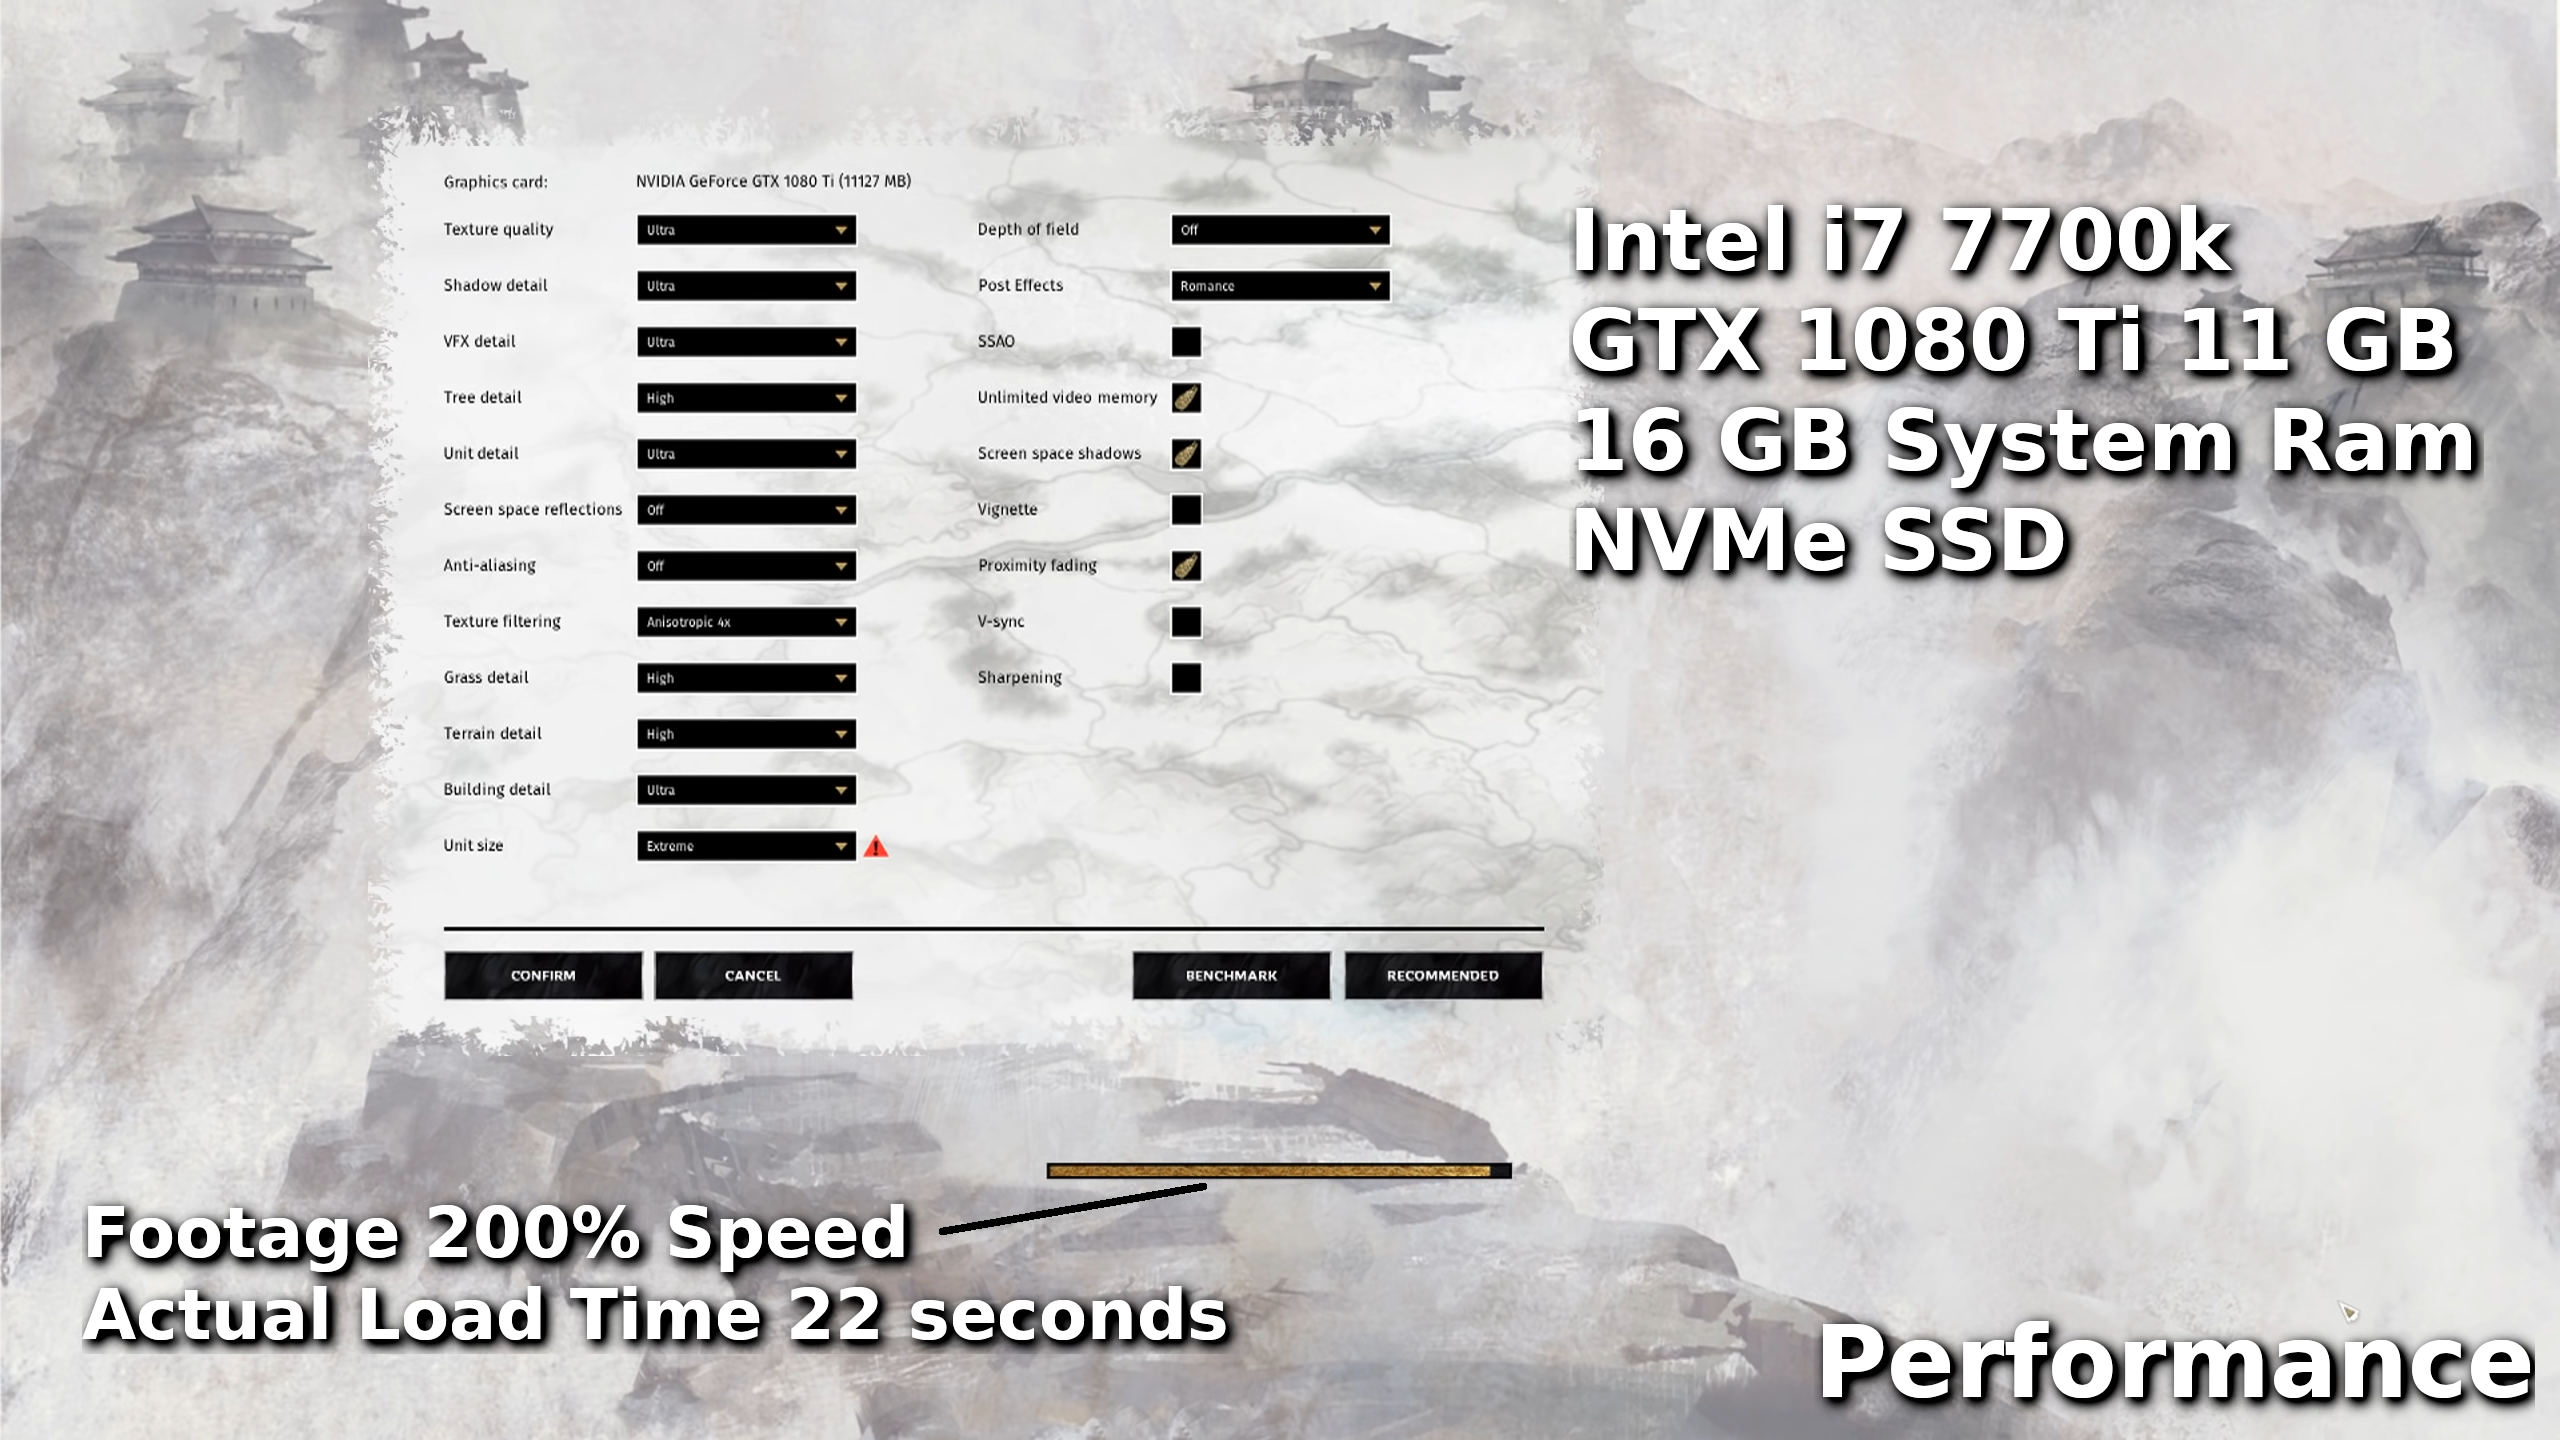 Graphics card: NVIDIA GeForce GTX 1080 Ti (11127 MB)
Texture quality Ultra
Shadow detail Ultra
VFX detail Ultra
Tree detail High
Unit detail Ultra
Screen space reflections Off
Anti-aliasing Off
Texture filtering Anisotropic 4x
Grass detail High
Terrain detail High
Building detail Ultra
Unit size Extreme
Depth of field Off
Post Effects Romance
SSAO
Unlimited video memory
Screen space shadows
Vignette
Proximity fading
V-sync
Sharpening
CONFIRM CANCEL BENCHMARK RECOMMENDED
Intel i7 7700k
GTX 1080 Ti 11 GB
16 GB System Ram
NVMe SSD
Footage 200% Speed
Actual Load Time 22 seconds
Performance